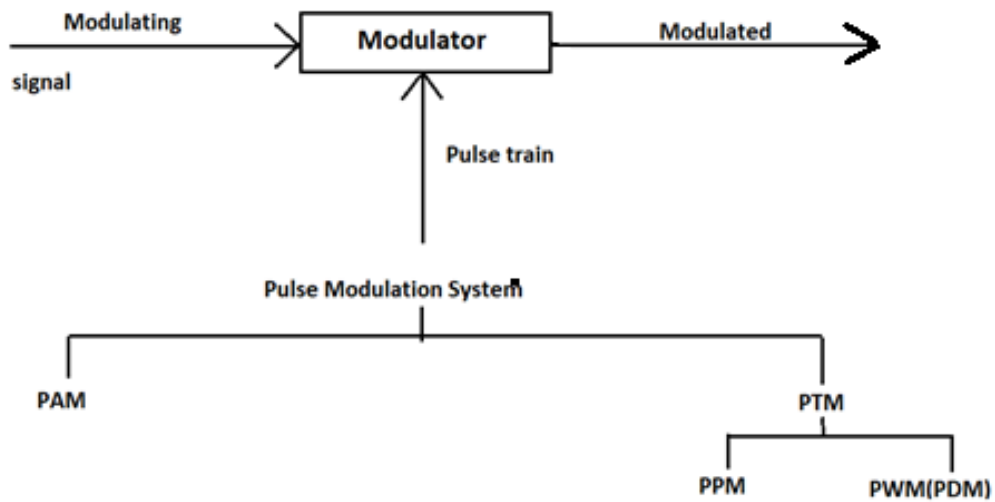 Modulating
signal
Modulator
Modulated
Pulse train
Pulse Modulation System
PAM
PTM
PPM
PWM(PDM)